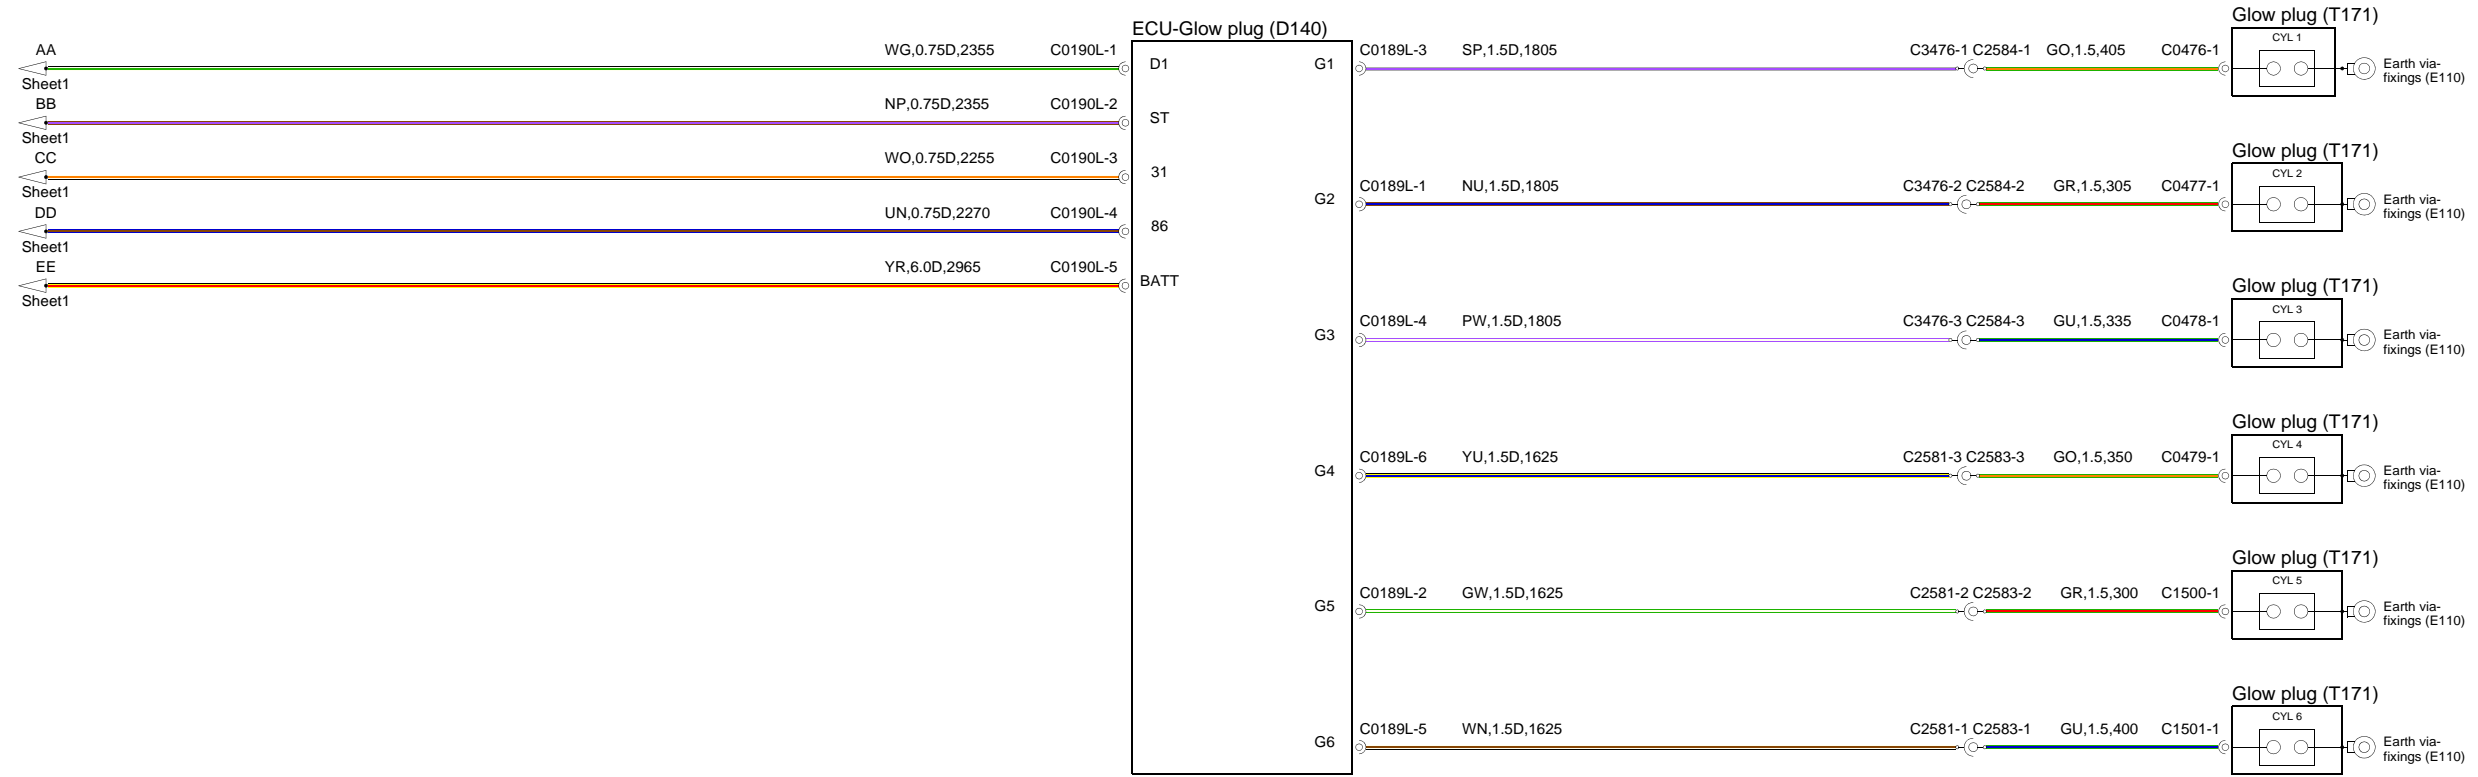 ECU-Glow plug (D140)
AA WG,0.75D,2355 C0190L-1 D1
Sheet1
BB NP,0.75D,2355 C0190L-2 ST
Sheet1
CC WO,0.75D,2255 C0190L-3 31
Sheet1
DD UN,0.75D,2270 C0190L-4 86
Sheet1
EE YR,6.0D,2965 C0190L-5 BATT
Sheet1
Glow plug (T171)
CYL 1
G1 C0189L-3 SP,1.5D,1805 C3476-1 C2584-1 GO,1.5,405 C0476-1
Earth via-
fixings (E110)
Glow plug (T171)
CYL 2
G2 C0189L-1 NU,1.5D,1805 C3476-2 C2584-2 GR,1.5,305 C0477-1
Earth via-
fixings (E110)
Glow plug (T171)
CYL 3
G3 C0189L-4 PW,1.5D,1805 C3476-3 C2584-3 GU,1.5,335 C0478-1
Earth via-
fixings (E110)
Glow plug (T171)
CYL 4
G4 C0189L-6 YU,1.5D,1625 C2581-3 C2583-3 GO,1.5,350 C0479-1
Earth via-
fixings (E110)
Glow plug (T171)
CYL 5
G5 C0189L-2 GW,1.5D,1625 C2581-2 C2583-2 GR,1.5,300 C1500-1
Earth via-
fixings (E110)
Glow plug (T171)
CYL 6
G6 C0189L-5 WN,1.5D,1625 C2581-1 C2583-1 GU,1.5,400 C1501-1
Earth via-
fixings (E110)